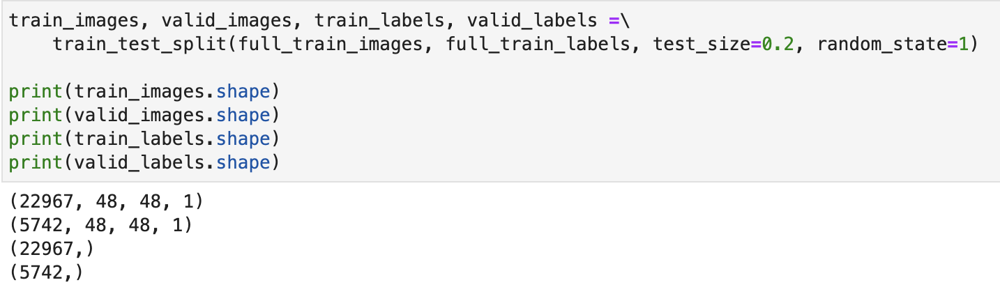 train_images, valid_images, train_labels, valid_labels =\
    train_test_split(full_train_images, full_train_labels, test_size=0.2, random_state=1)

print(train_images.shape)
print(valid_images.shape)
print(train_labels.shape)
print(valid_labels.shape)
(22967, 48, 48, 1)
(5742, 48, 48, 1)
(22967,)
(5742,)